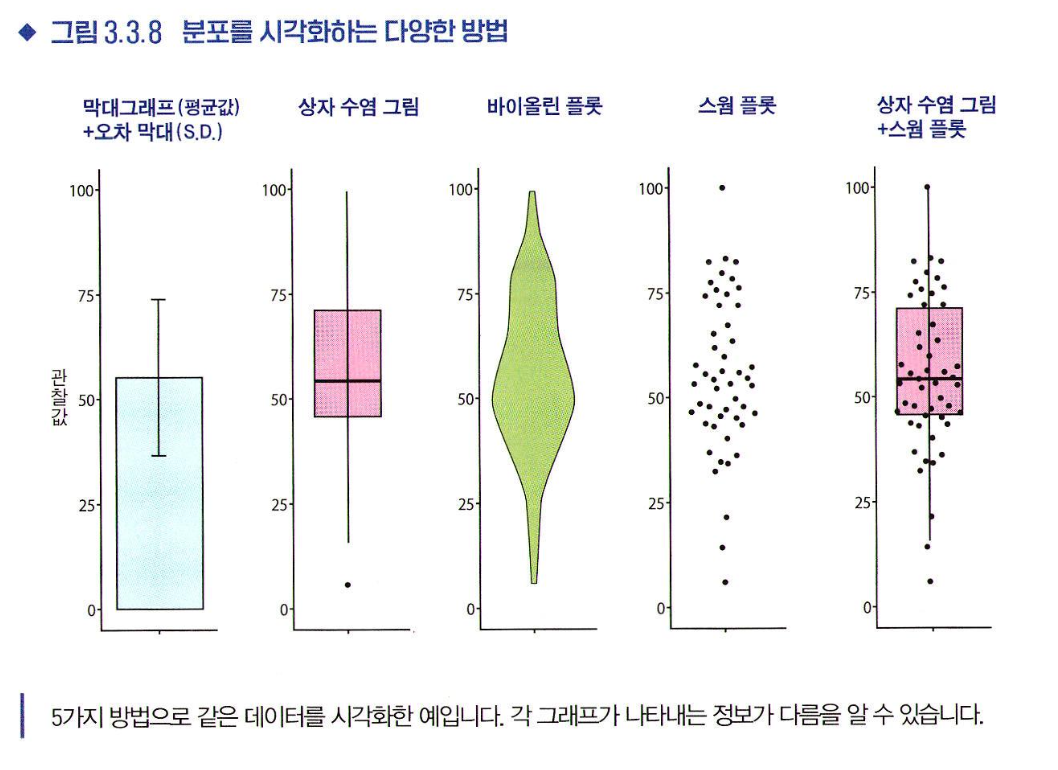 ◆ 그림 3.3.8 분포를 시각화하는 다양한 방법
막대그래프(평균값)
+오차 막대(S.D.)
상자 수염 그림
바이올린 플롯
스웜 플롯
상자 수염 그림
+스웜 플롯
관찰값
100
75
50
25
0
100
75
50
25
0
100
75
50
25
0
100
75
50
25
0
100
75
50
25
0
5가지 방법으로 같은 데이터를 시각화한 예입니다. 각 그래프가 나타내는 정보가 다름을 알 수 있습니다.